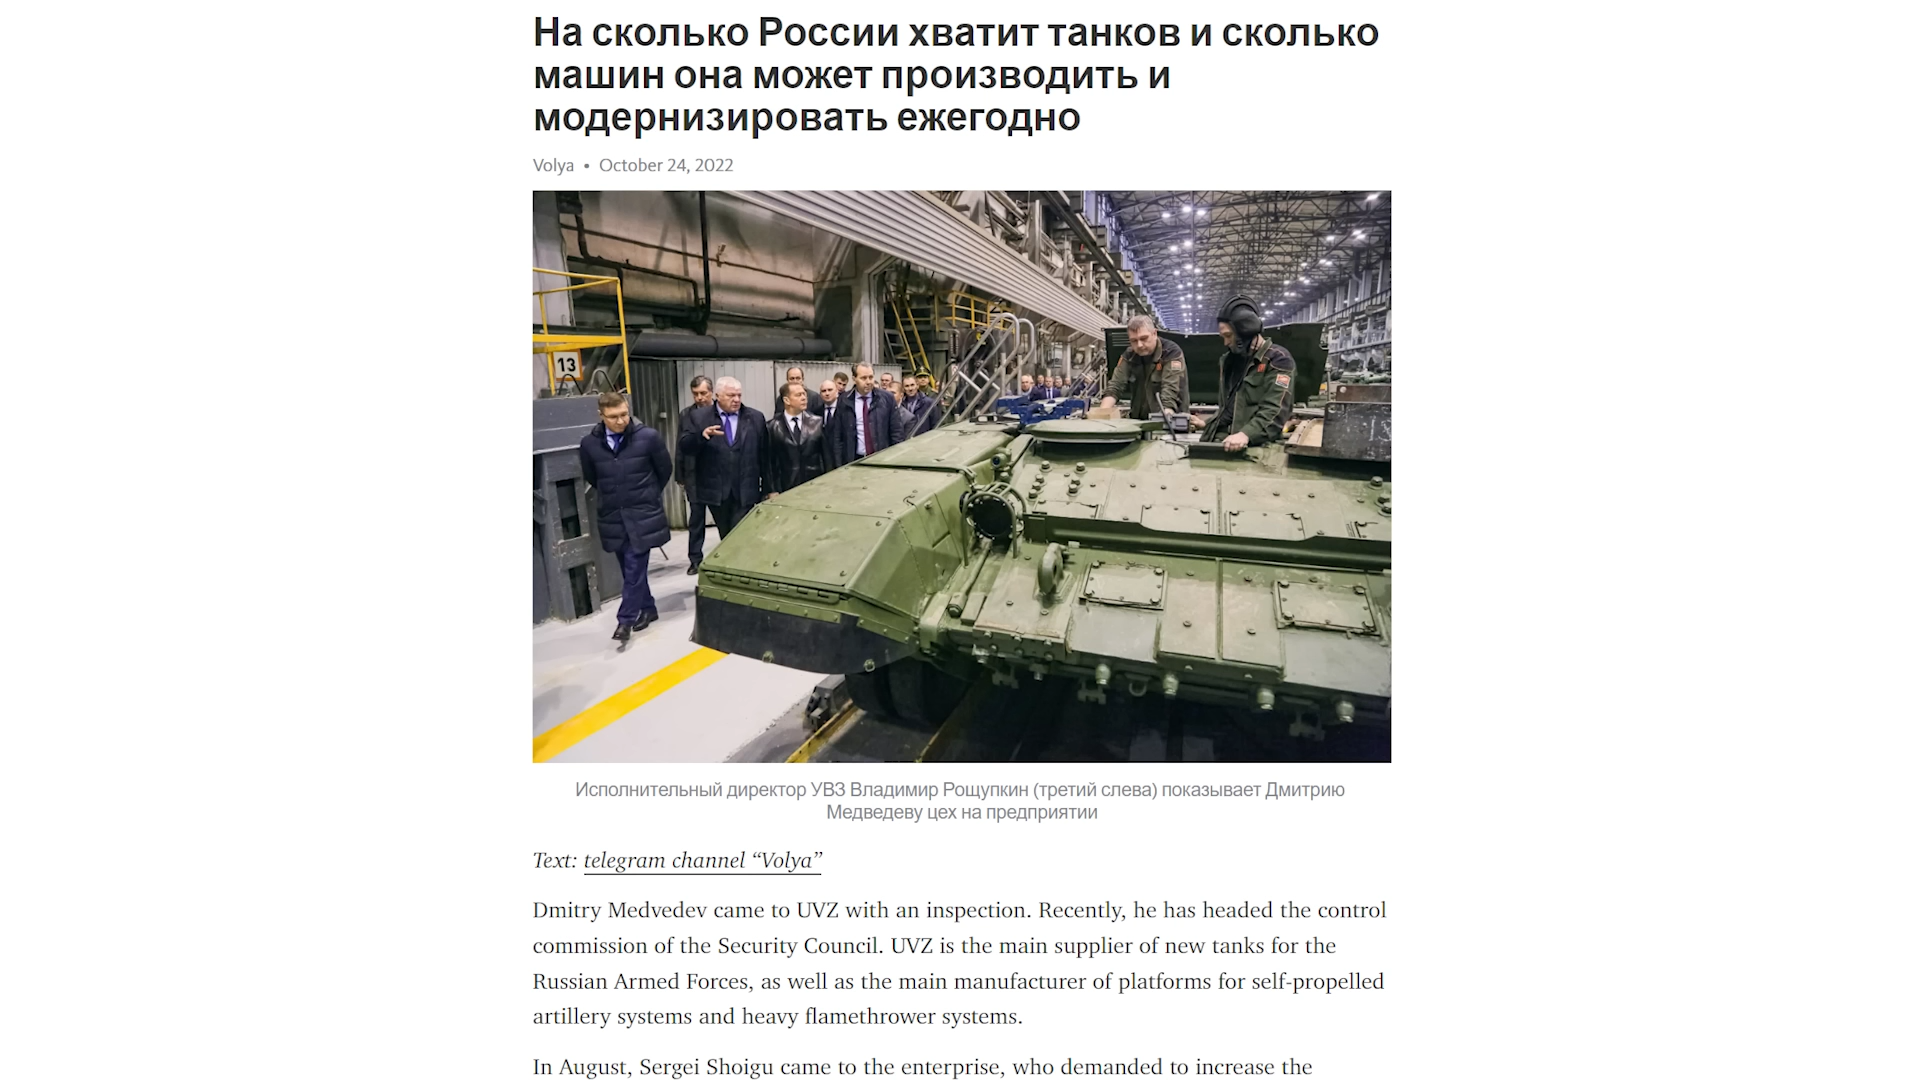 На сколько России хватит танков и сколько
машин она может производить и
модернизировать ежегодно
Volya • October 24, 2022
13
Исполнительный директор УВЗ Владимир Рощупкин (третий слева) показывает Дмитрию
Медведеву цех на предприятии
Text: telegram channel “Volya”
Dmitry Medvedev came to UVZ with an inspection. Recently, he has headed the control
commission of the Security Council. UVZ is the main supplier of new tanks for the
Russian Armed Forces, as well as the main manufacturer of platforms for self-propelled
artillery systems and heavy flamethrower systems.
In August, Sergei Shoigu came to the enterprise, who demanded to increase the